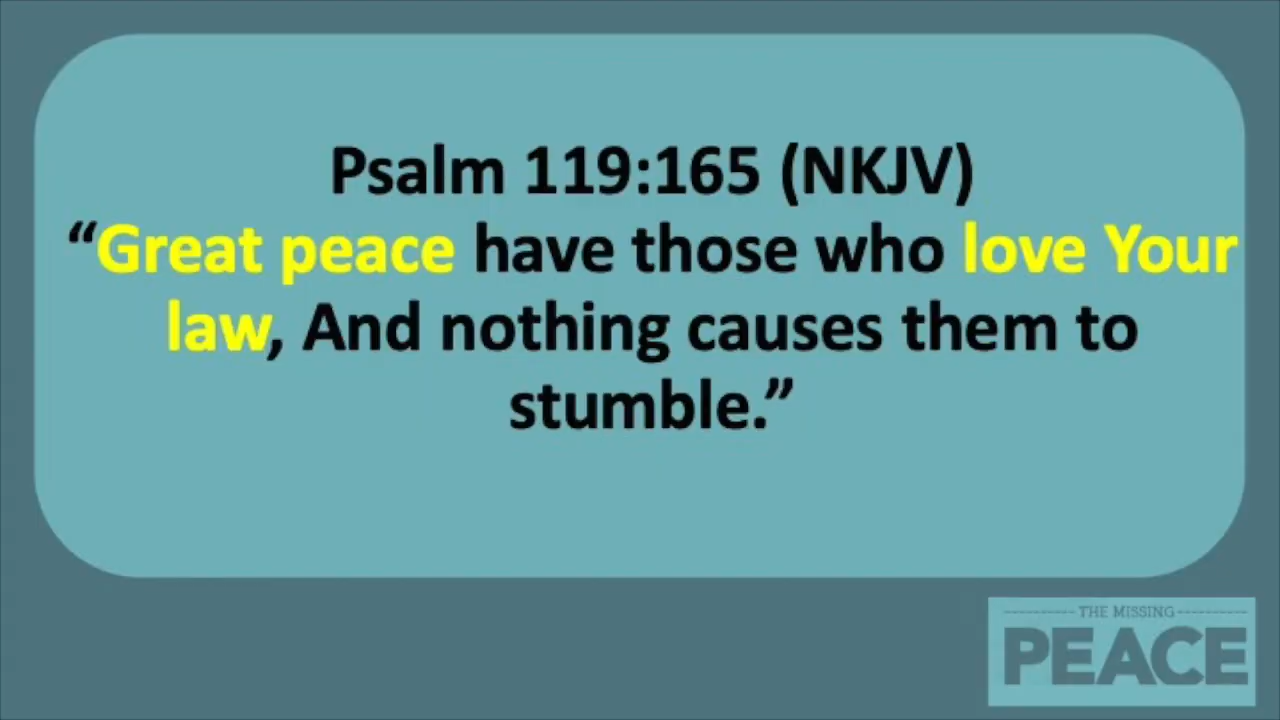 Psalm 119:165 (NKJV)
“Great peace have those who love Your
law, And nothing causes them to
stumble.”
THE MISSING
PEACE